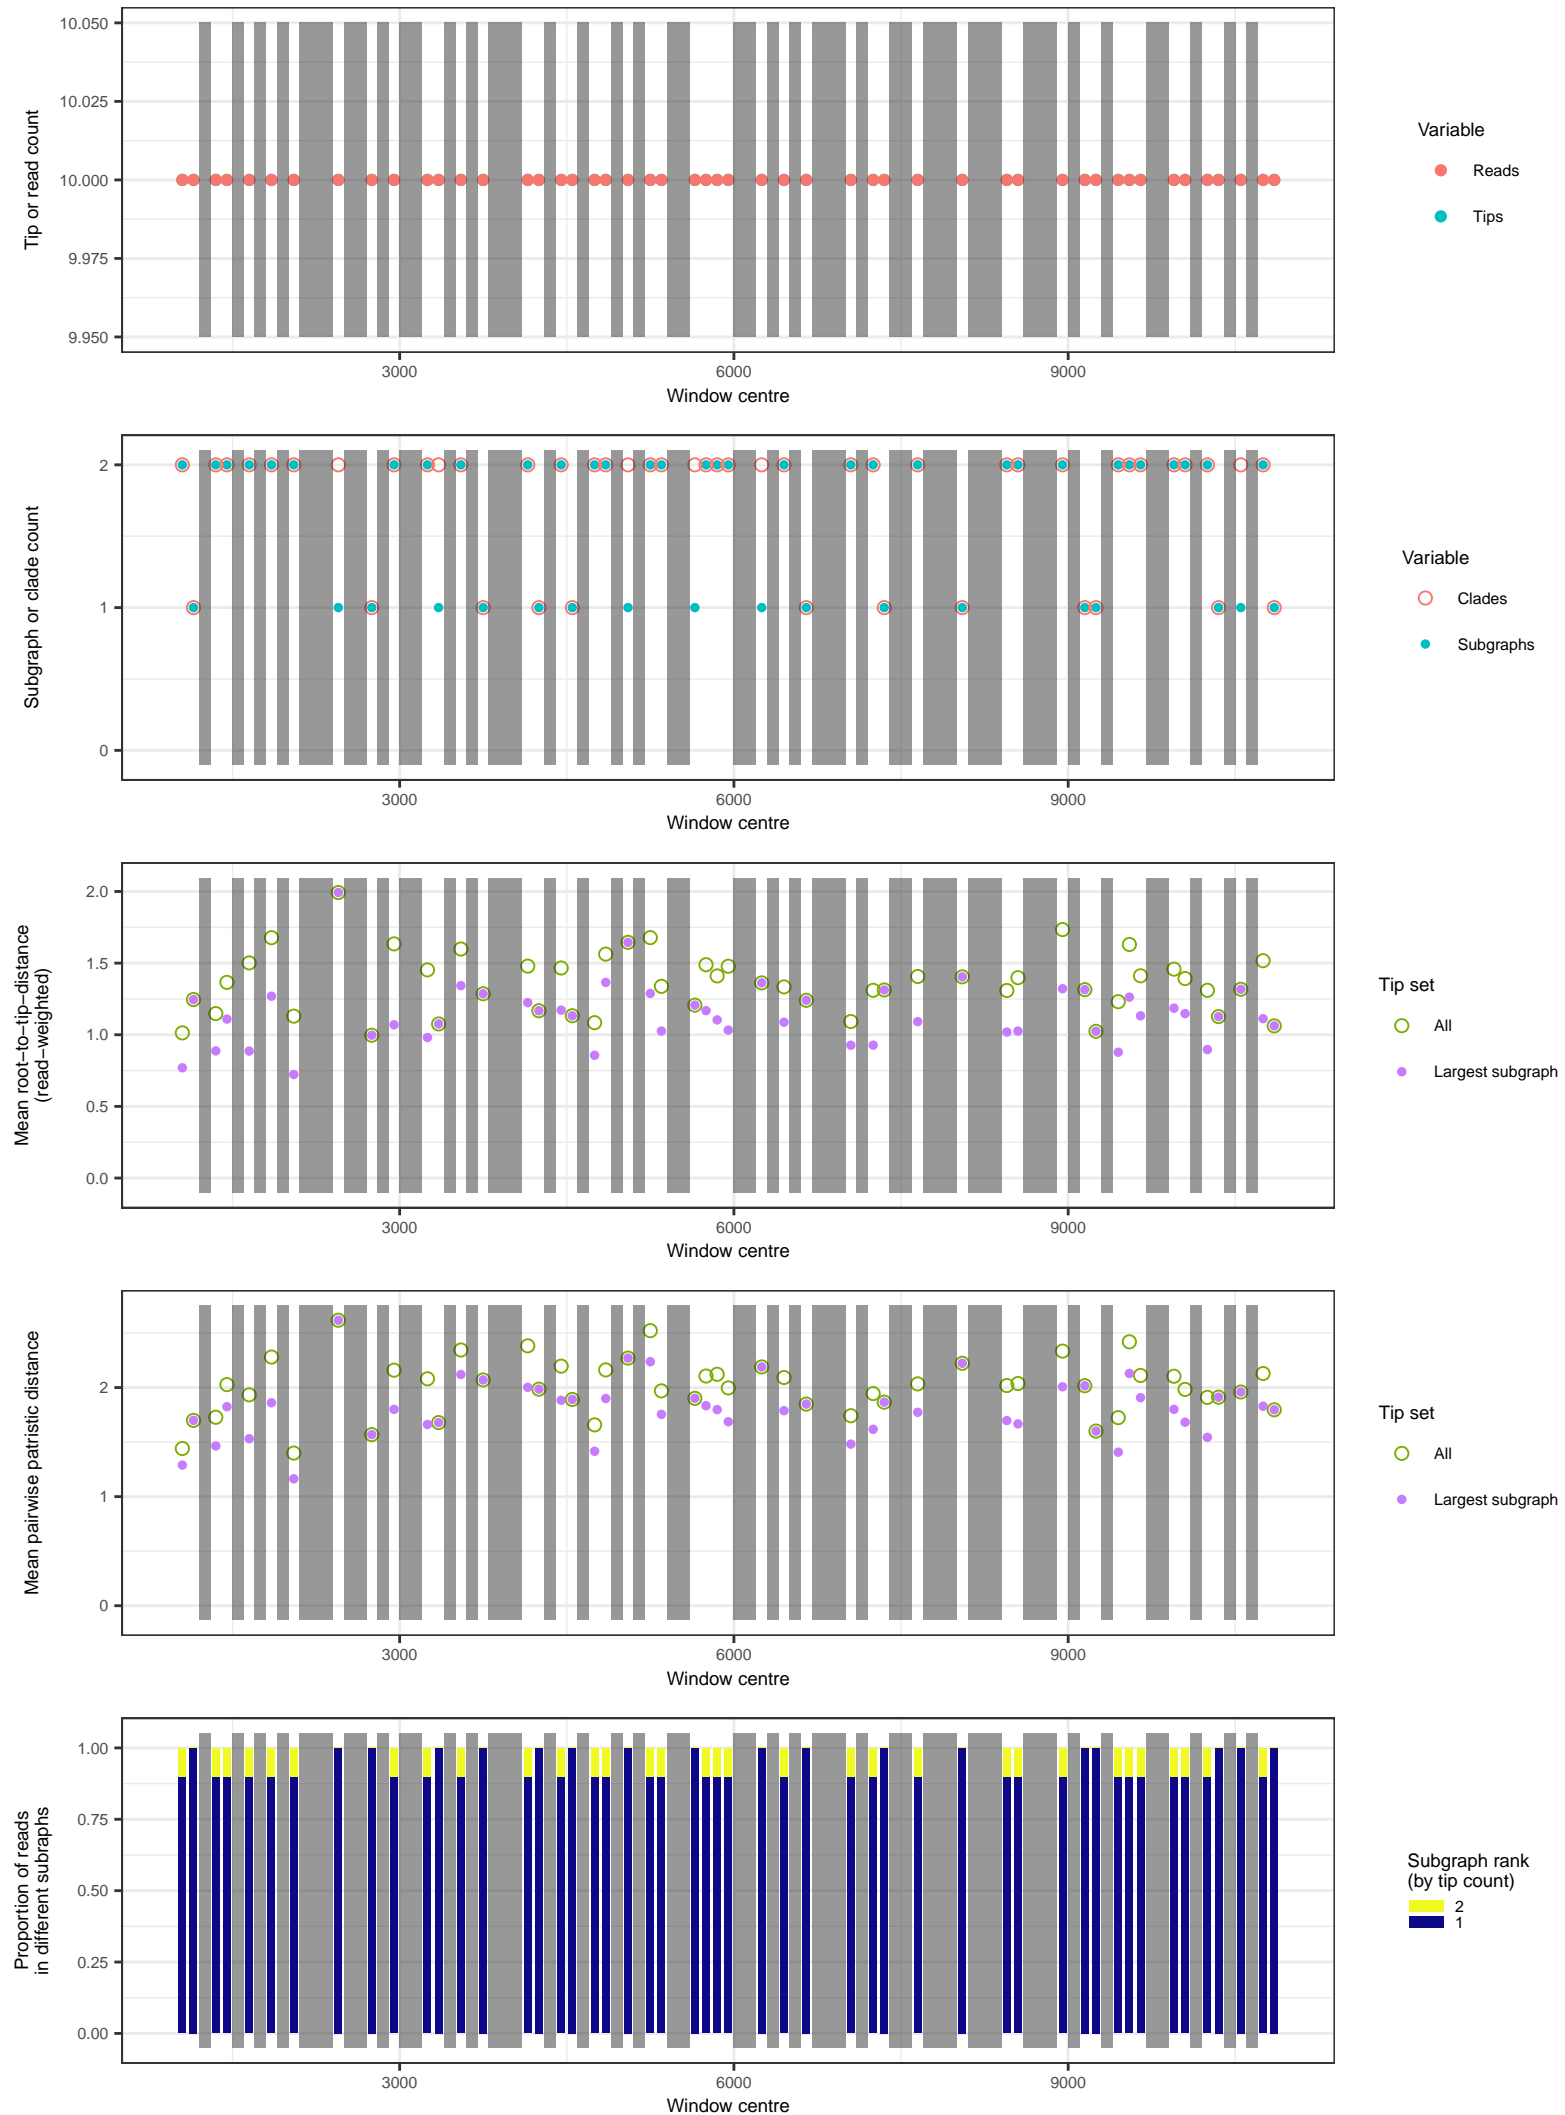 10.050
10.025
10.000
9.975
9.950
Tip or read count
3000
6000
9000
Window centre
Variable
Reads
Tips
2
1
0
Subgraph or clade count
3000
6000
9000
Window centre
Variable
Clades
Subgraphs
2.0
1.5
1.0
0.5
0.0
Mean root−to−tip−distance
(read−weighted)
3000
6000
9000
Window centre
Tip set
All
Largest subgraph
2
1
0
Mean pairwise patristic distance
3000
6000
9000
Window centre
Tip set
All
Largest subgraph
1.00
0.75
0.50
0.25
0.00
Proportion of reads
in different subraphs
3000
6000
9000
Window centre
Subgraph rank
(by tip count)
2
1